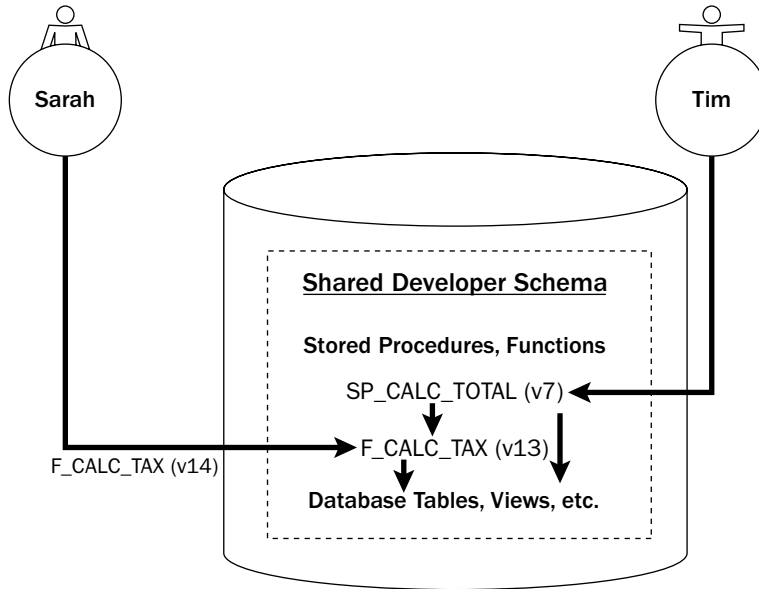 Sarah
Tim
Shared Developer Schema
Stored Procedures, Functions
SP_CALC_TOTAL (v7)
F_CALC_TAX (v13)
F_CALC_TAX (v14)
Database Tables, Views, etc.